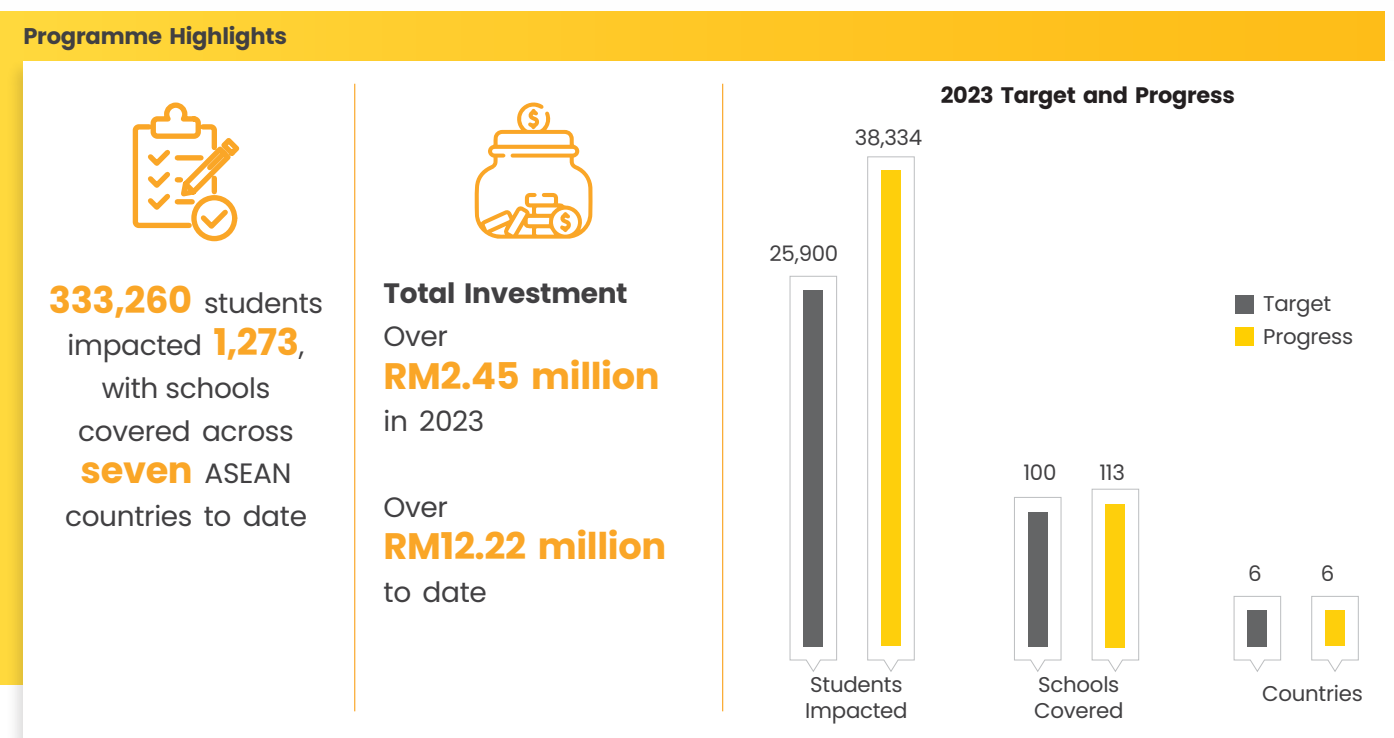 Programme Highlights
333,260 students
impacted 1,273,
with schools
covered across
seven ASEAN
countries to date
Total Investment
Over
RM2.45 million
in 2023
Over
RM12.22 million
to date
2023 Target and Progress
38,334
25,900
100 113
6 6
Target
Progress
Students
Impacted
Schools
Covered
Countries